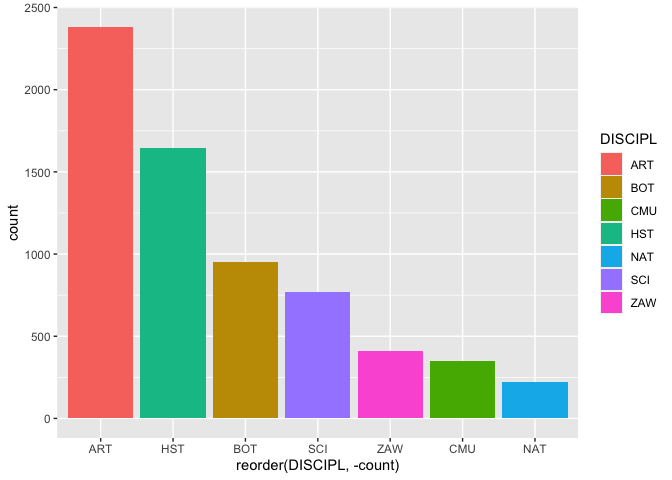 2500
2000
1500
1000
500
0
count
ART HST BOT SCI ZAW CMU NAT
reorder(DISCIPL, -count)
DISCIPL
ART
BOT
CMU
HST
NAT
SCI
ZAW